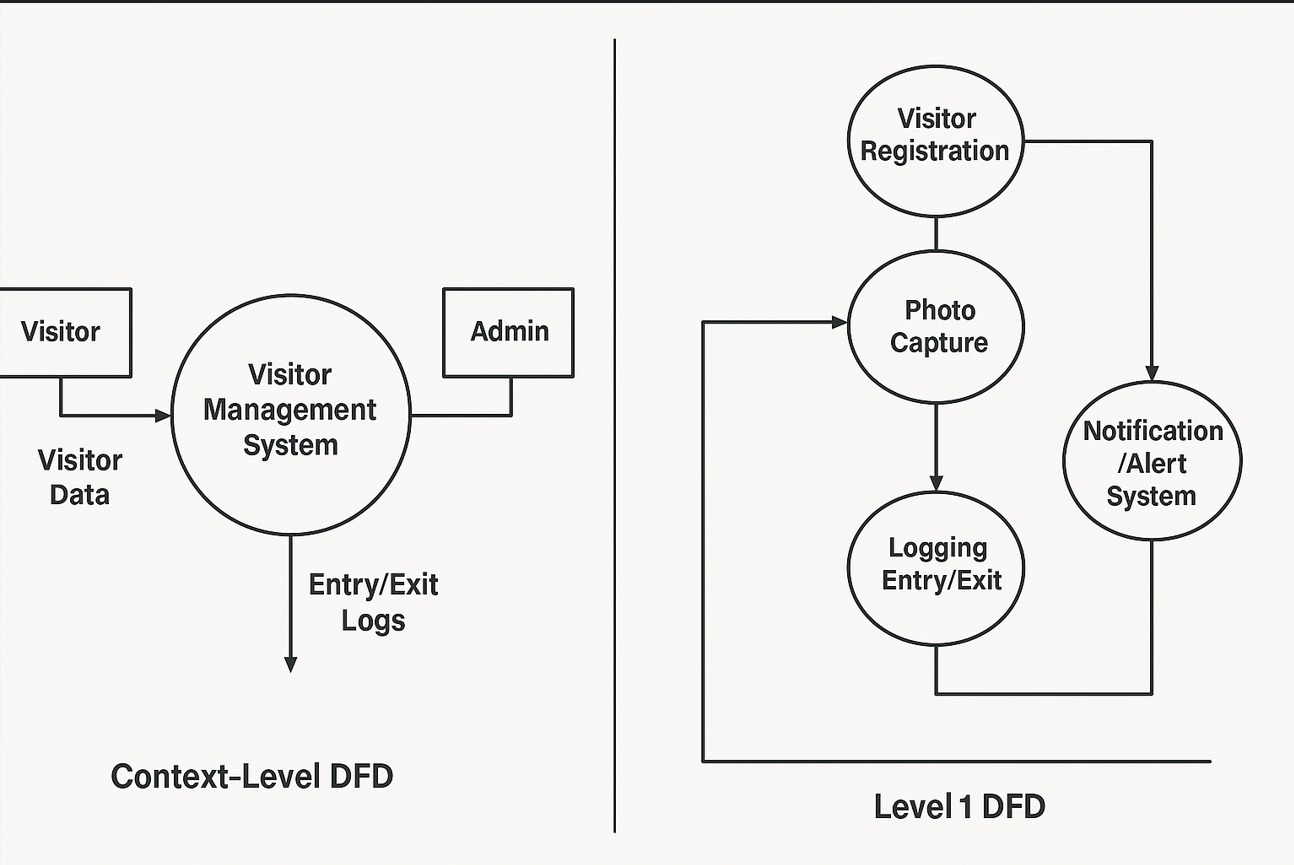 Visitor
Visitor
Management
System
Admin
Visitor
Data
Entry/Exit
Logs
Context-Level DFD
Visitor
Registration
Photo
Capture
Notification
/Alert
System
Logging
Entry/Exit
Level 1 DFD